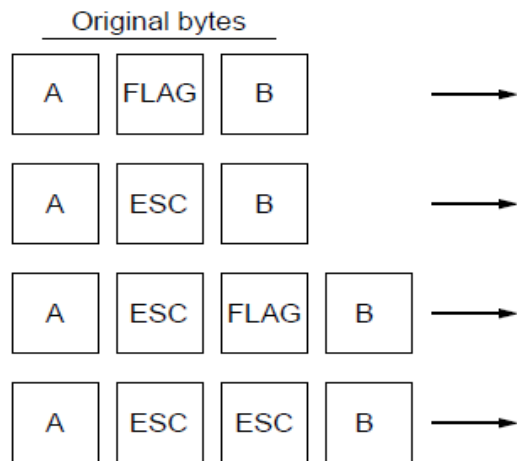 Original bytes
A FLAG B
A ESC B
A ESC FLAG B
A ESC ESC B